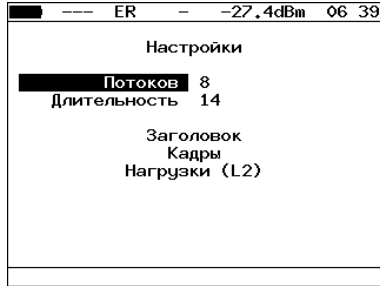 --- ER - -27.4dBm 06 39
Настройки
Потоков 8
Длительность 14
Заголовок
Кадры
Нагрузки (L2)